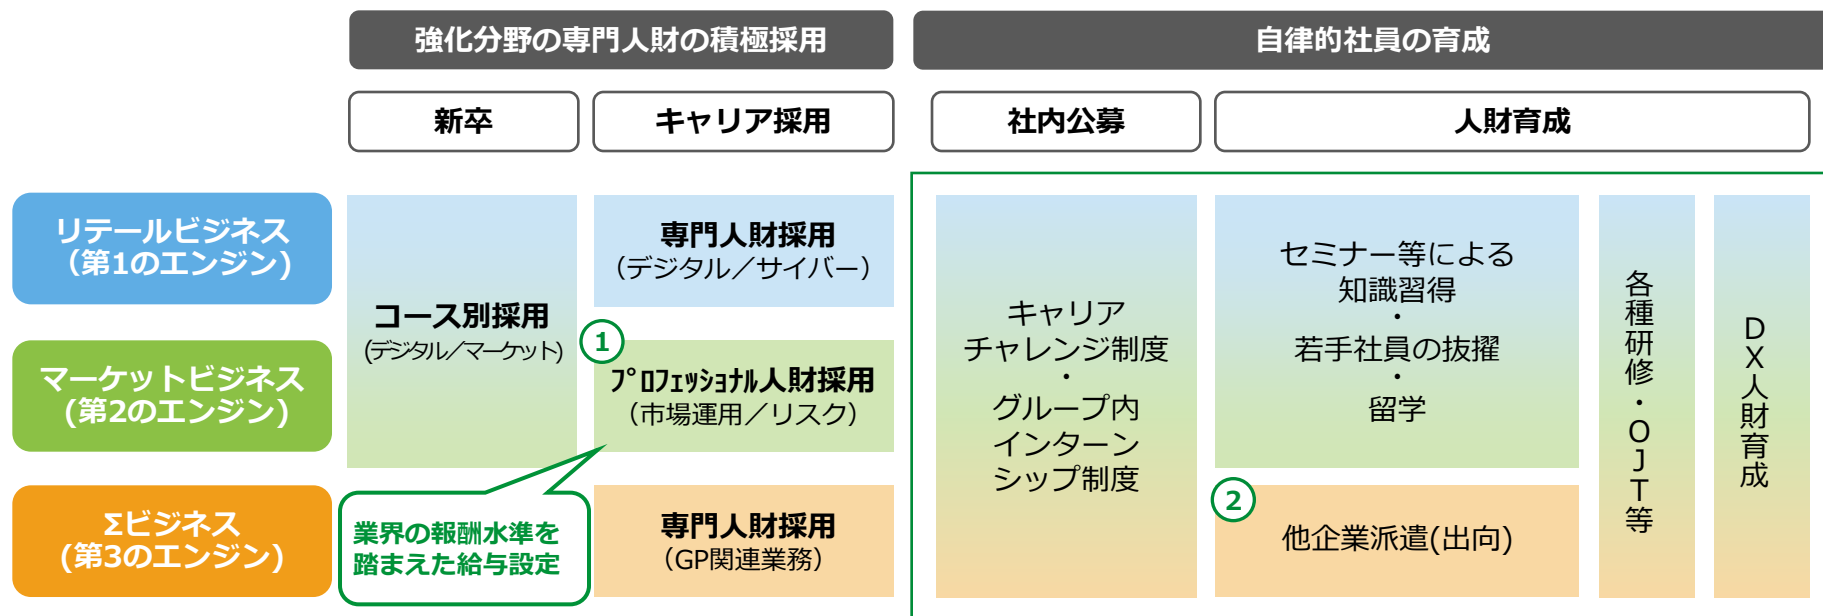 強化分野の専門人財の積極採用
自律的社員の育成
新卒
キャリア採用
社内公募
人財育成
リテールビジネス
（第1のエンジン)
マーケットビジネス
(第2のエンジン)
Σビジネス
(第3のエンジン)
コース別採用
(デジタル／マーケット)
専門人財採用
（デジタル／サイバー）
①
ﾌﾟﾛﾌｪｯｼｮﾅﾙ人財採用
（市場運用／リスク）
業界の報酬水準を
踏まえた給与設定
専門人財採用
（GP関連業務）
キャリア
チャレンジ制度
・
グループ内
インターン
シップ制度
セミナー等による
知識習得
・
若手社員の抜擢
・
留学
②
他企業派遣(出向)
各種研修・OJT等
DX人財育成